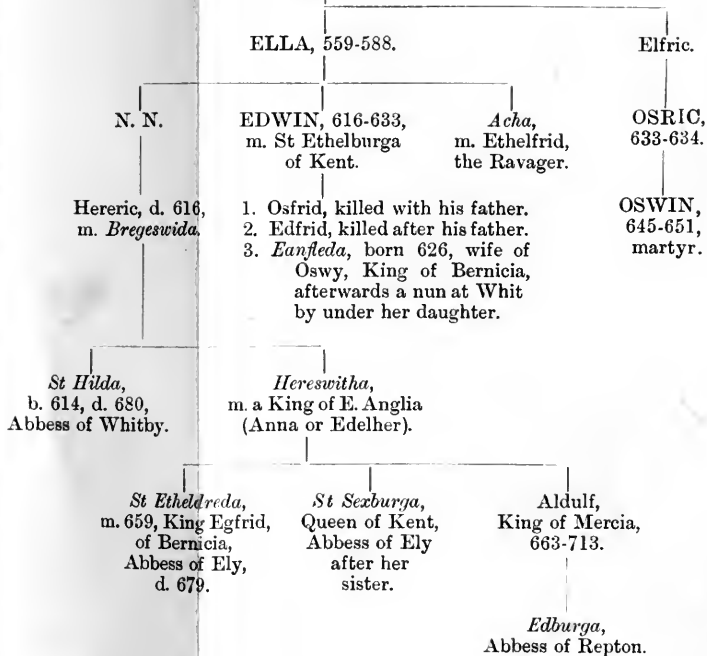 ELLA, 559-588.
Elfric.
N. N.
EDWIN, 616-633,
m. St Ethelburga
of Kent.
Acha,
m. Ethelfrid,
the Ravager.
OSRIC,
633-634.
Hereric, d. 616,
m. Bregeswida.
1. Osfrid, killed with his father.
2. Edfrid, killed after his father.
3. Eanfleda, born 626, wife of
Oswy, King of Bernicia,
afterwards a nun at Whit
by under her daughter.
OSWIN,
645-651,
martyr.
St Hilda,
b. 614, d. 680,
Abbess of Whitby.
Hereswitha,
m. a King of E. Anglia
(Anna or Edelher).
St Etheldreda,
m. 659, King Egfrid,
of Bernicia,
Abbess of Ely,
d. 679.
St Sexburga,
Queen of Kent,
Abbess of Ely
after her
sister.
Aldulf,
King of Mercia,
663-713.
Edburga,
Abbess of Repton.